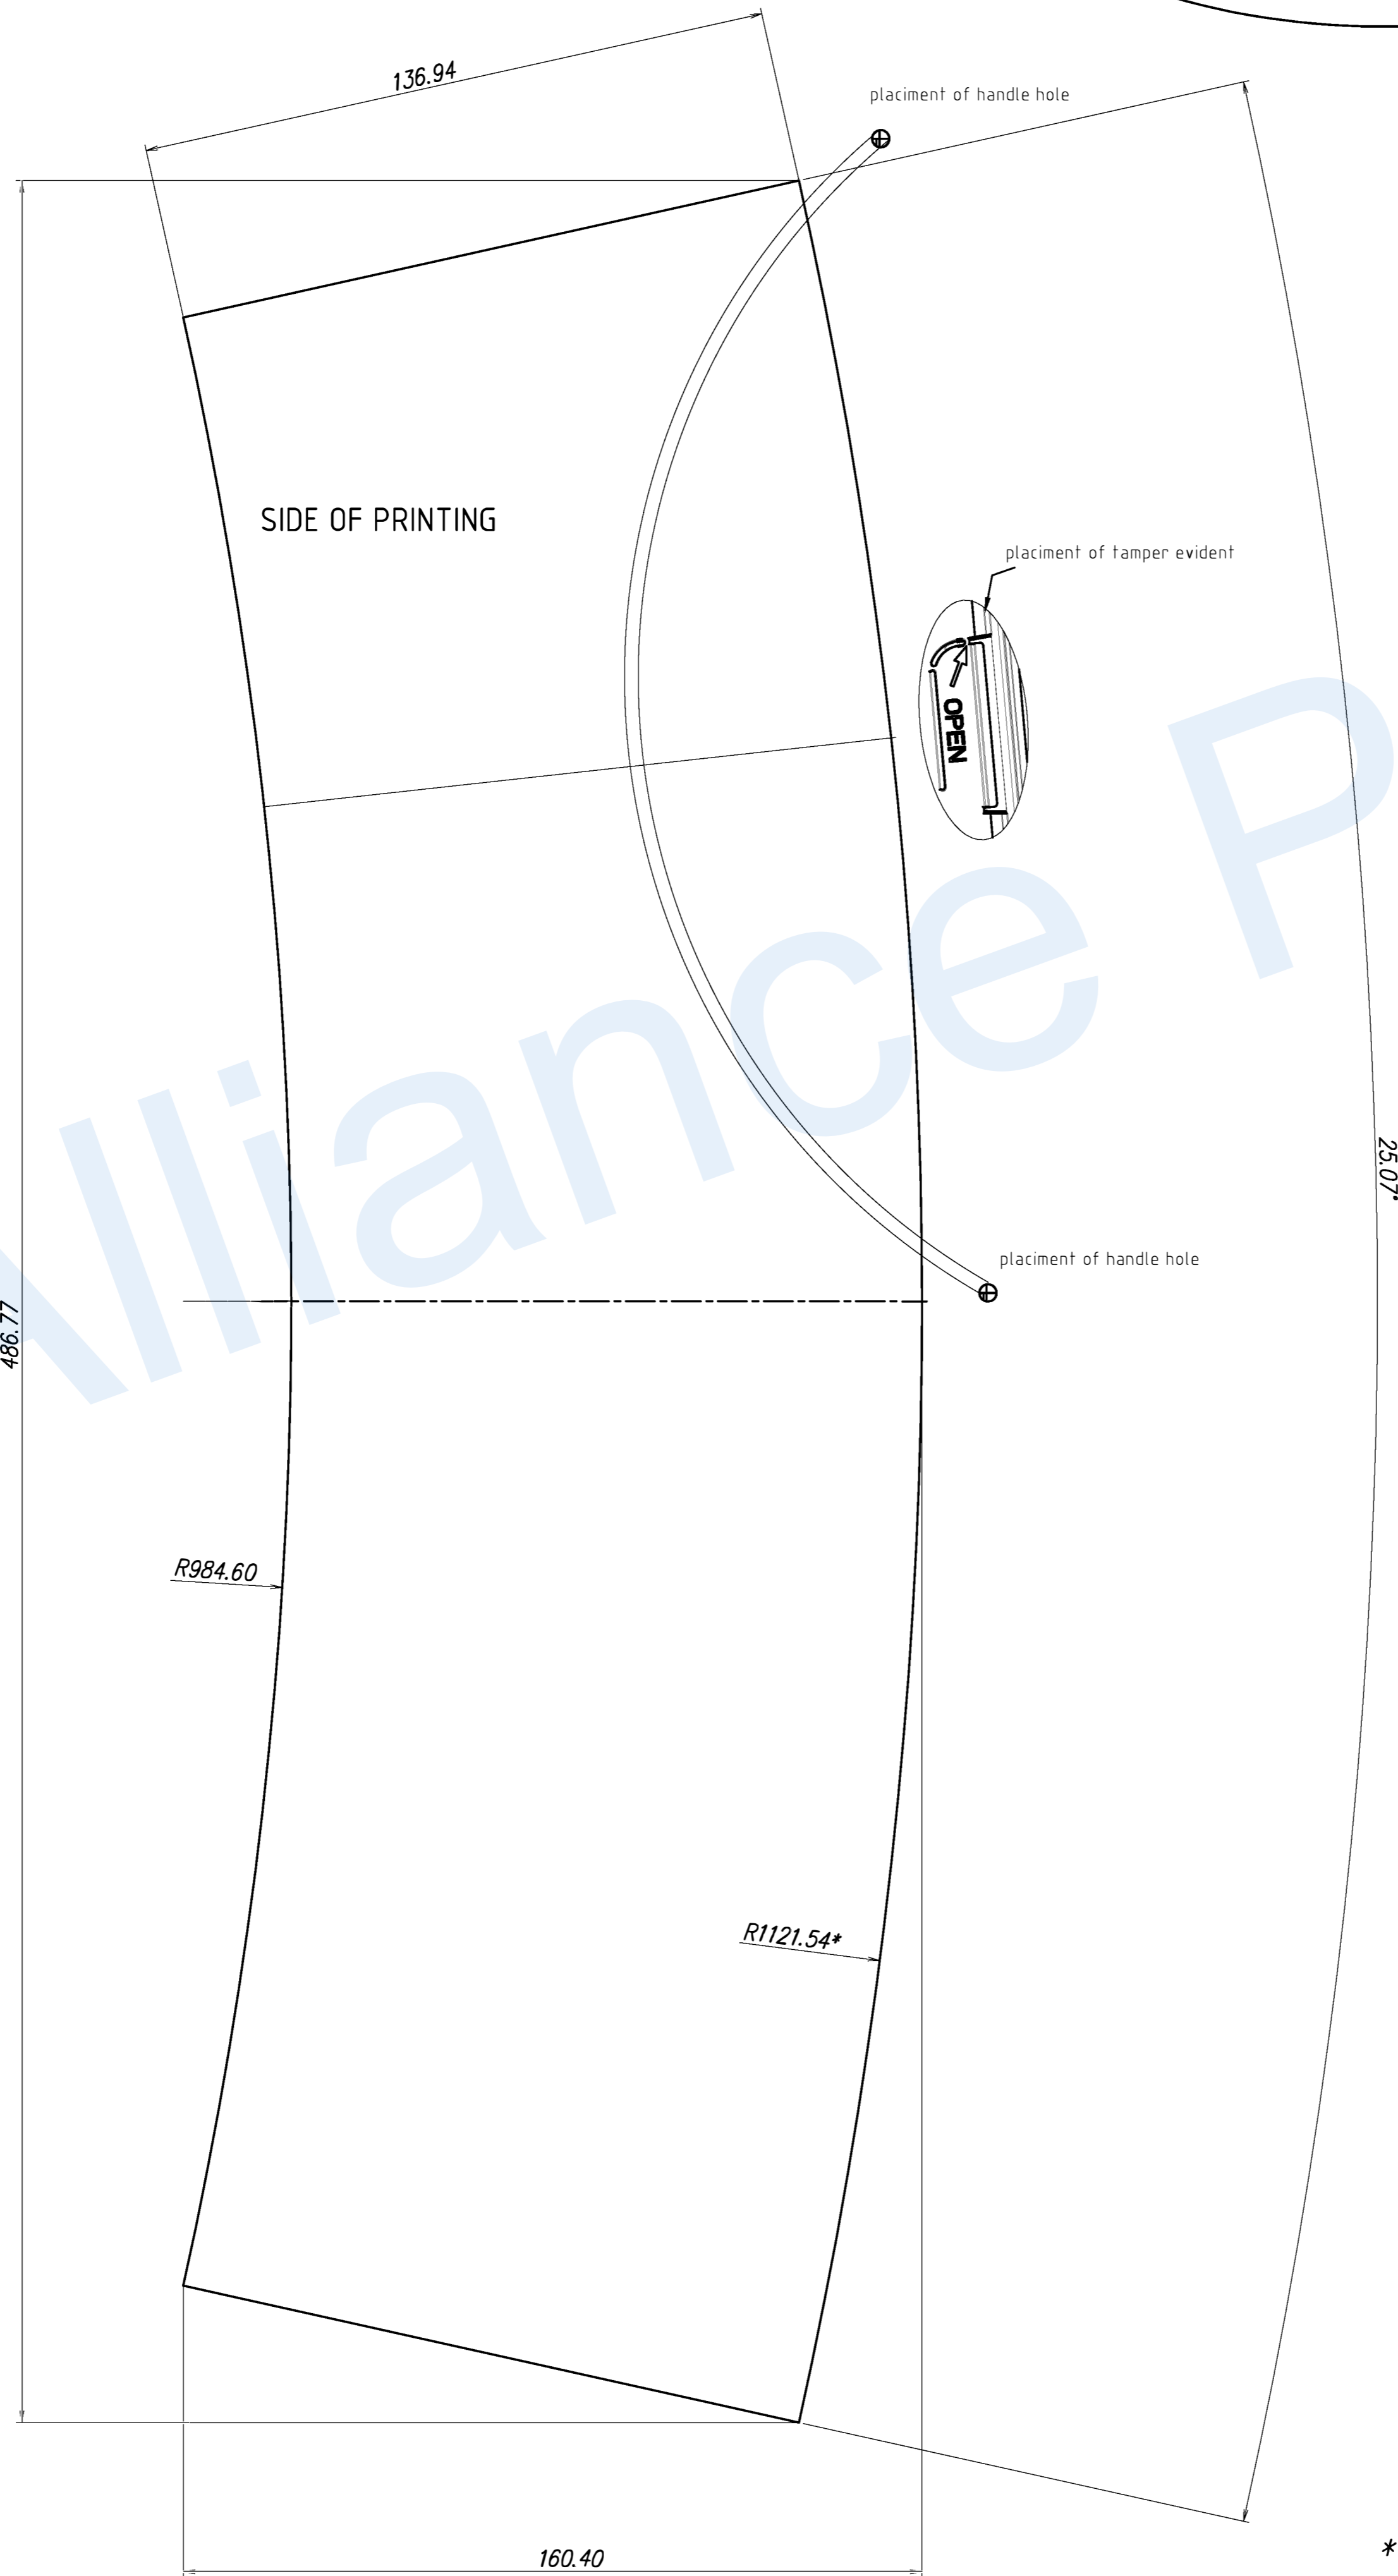 136.94
placiment of handle hole
SIDE OF PRINTING
placiment of tamper evident
OPEN
Alliance P
25.07°
placiment of handle hole
486.77
R984.60
R1121.54*
160.40
*